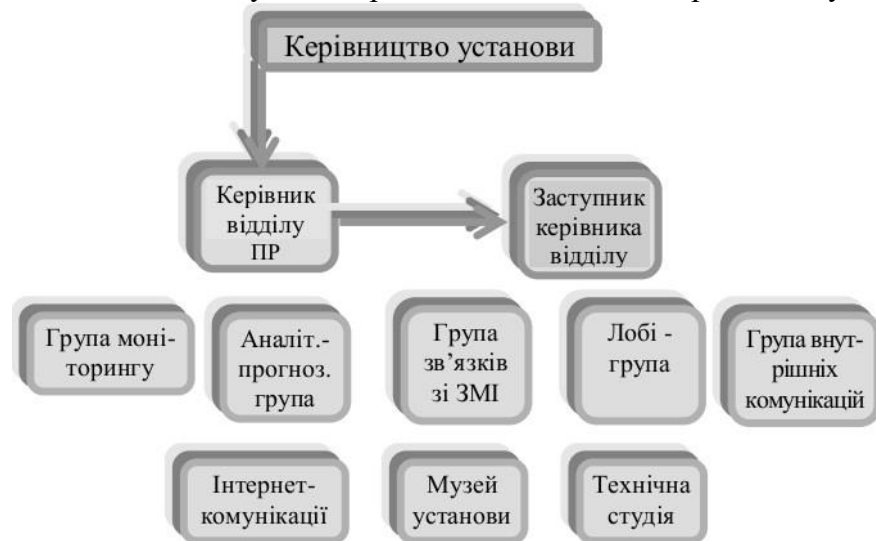 Керівництво установи
Керівник
відділу
ПР
Заступник
керівника
відділу
Група моні-
торингу
Аналіт.-
прогноз.
група
Група
зв’язків
зі ЗМІ
Лобі -
група
Група внут-
рішніх
комунікацій
Інтернет-
комунікації
Музей
установи
Технічна
студія